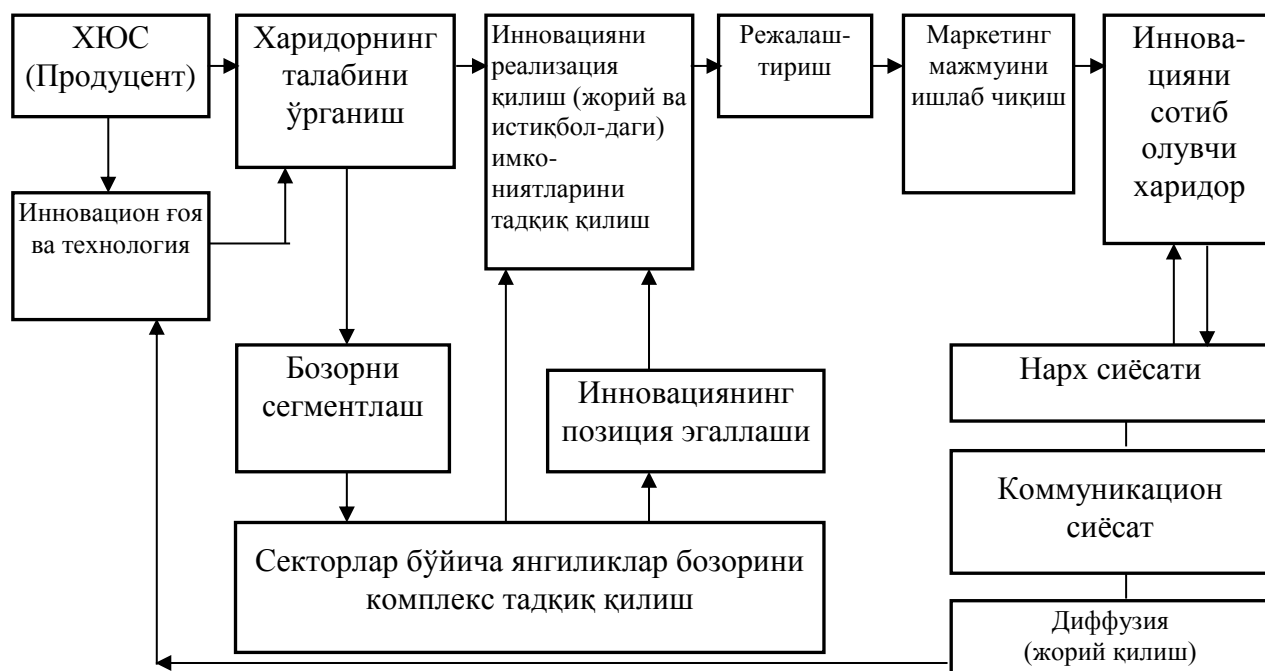 ХЮС
(Продуцент)
Харидорнинг
талабини
ўрганиш
Инновацияни
реализация
қилиш (жорий ва
истиқбол-даги)
имко-
ниятларини
тадқиқ қилиш
Режалаш-
тириш
Маркетинг
мажмуини
ишлаб чиқиш
Иннова-
цияни
сотиб
олувчи
харидор
Инновацион ғоя
ва технология
Бозорни
сегментлаш
Инновациянинг
позиция эгаллаши
Нарх сиёсати
Коммуникацион
сиёсат
Секторлар бўйича янгиликлар бозорини
комплекс тадқиқ қилиш
Диффузия
(жорий қилиш)